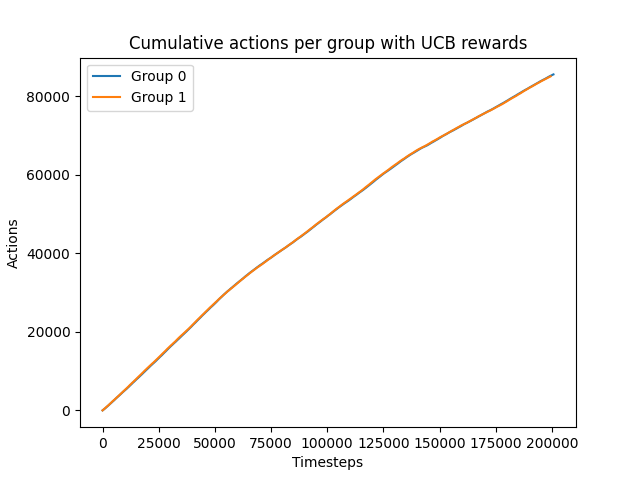 Cumulative actions per group with UCB rewards
Group 0
Group 1
80000
60000
40000
20000
0
Actions
0 25000 50000 75000 100000 125000 150000 175000 200000
Timesteps